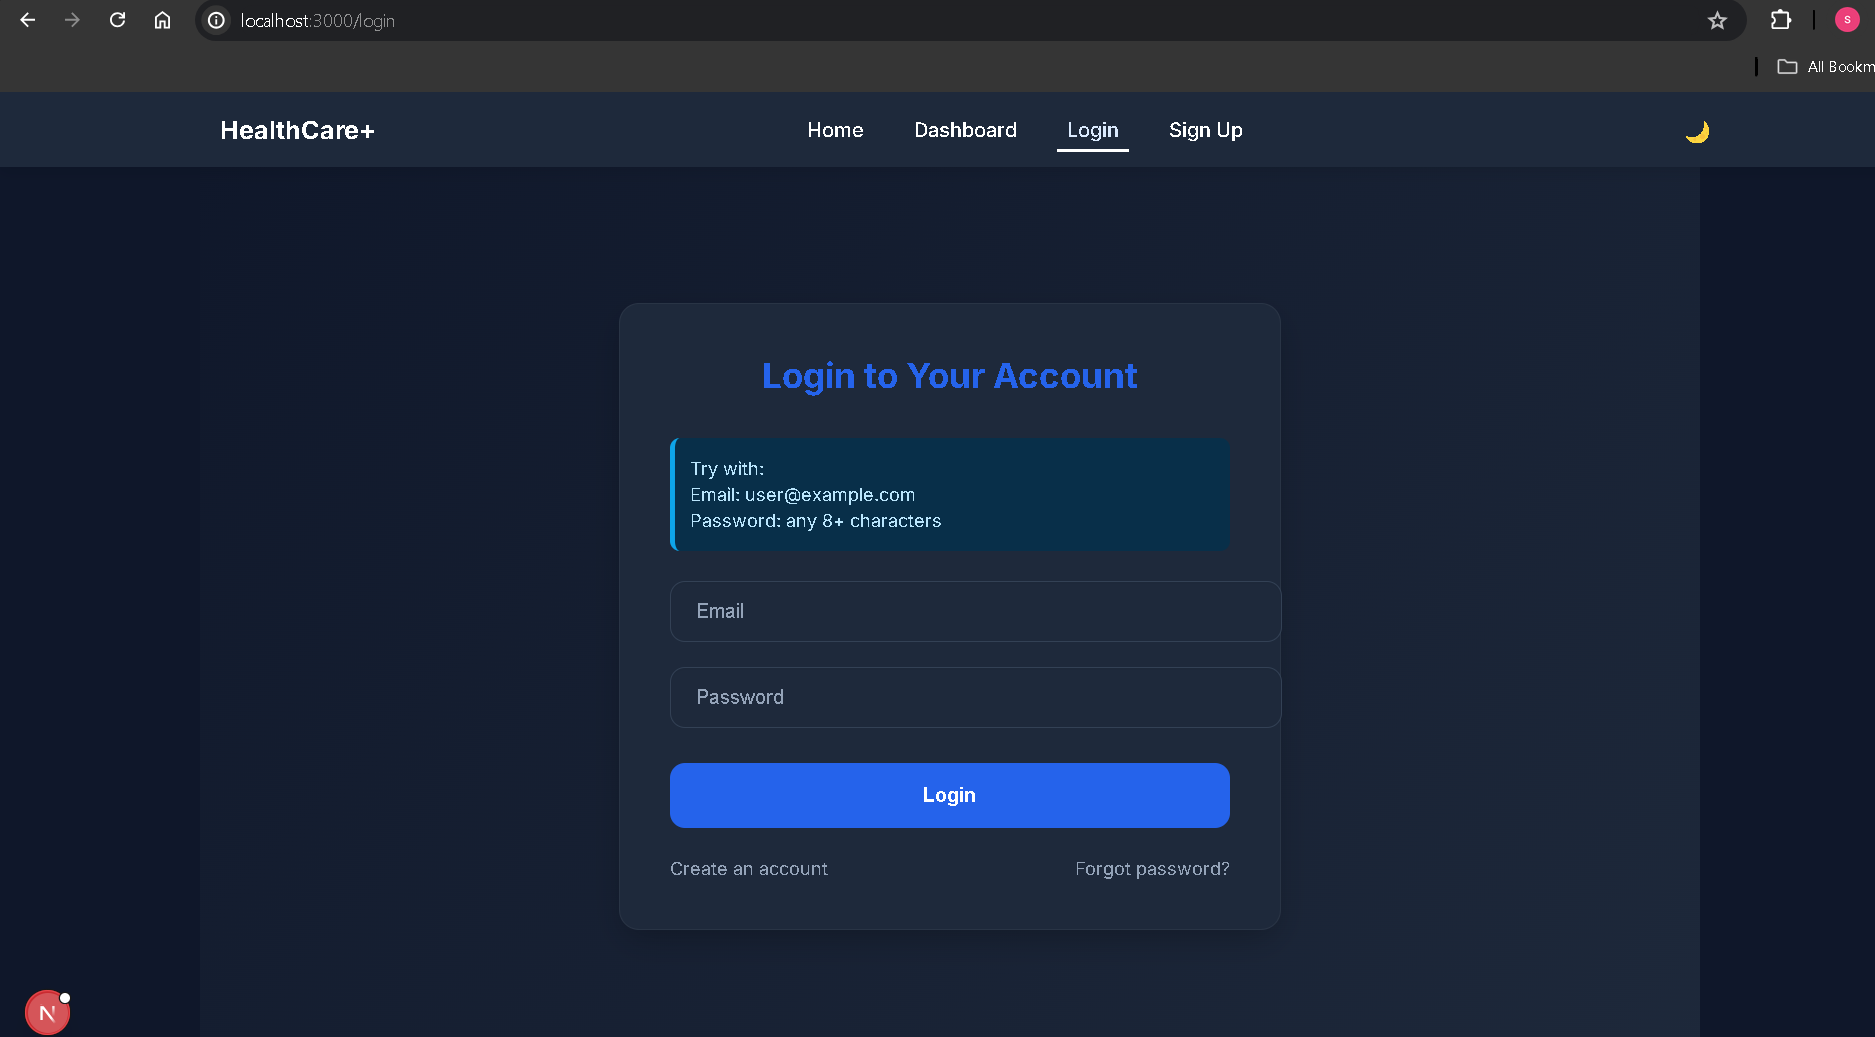 localhost:3000/login
S
All Bookm
HealthCare+
Home Dashboard Login Sign Up
Login to Your Account
Try with:
Email: user@example.com
Password: any 8+ characters
Email
Password
Login
Create an account Forgot password?
N